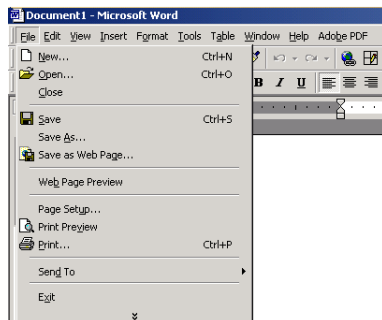 Document1 - Microsoft Word
File Edit View Insert Format Tools Table Window Help Adobe PDF
New... Ctrl+N
Open... Ctrl+O
Close
Save Ctrl+S
Save As...
Save as Web Page...
Web Page Preview
Page Setup...
Print Preview
Print... Ctrl+P
Send To
Exit
B I U